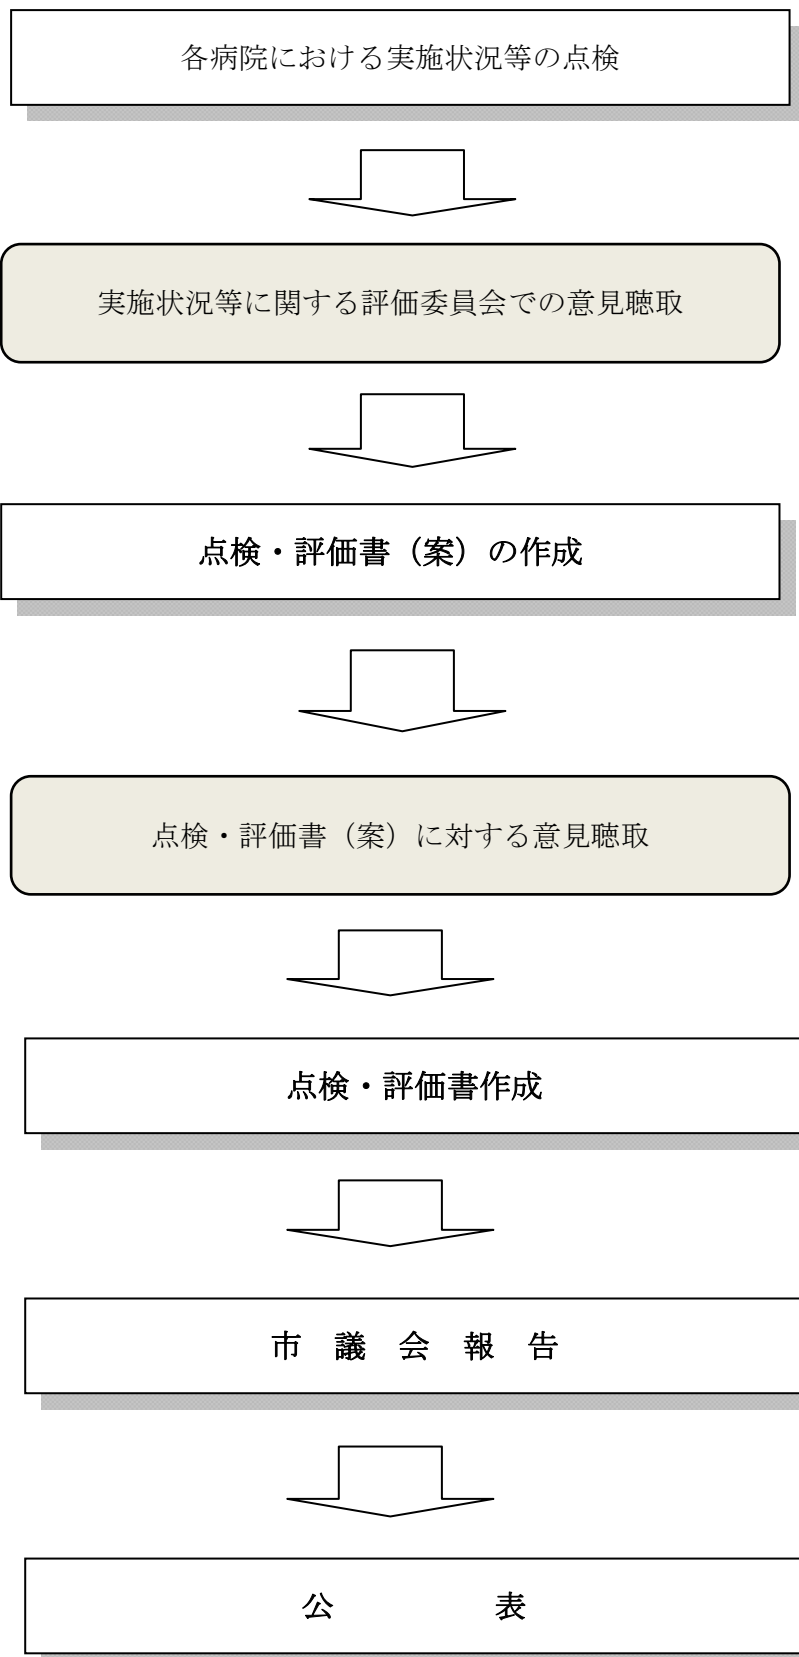 各病院における実施状況等の点検
実施状況等に関する評価委員会での意見聴取
点検・評価書（案）の作成
点検・評価書（案）に対する意見聴取
点検・評価書作成
市　議　会　報　告
公　　　　　表